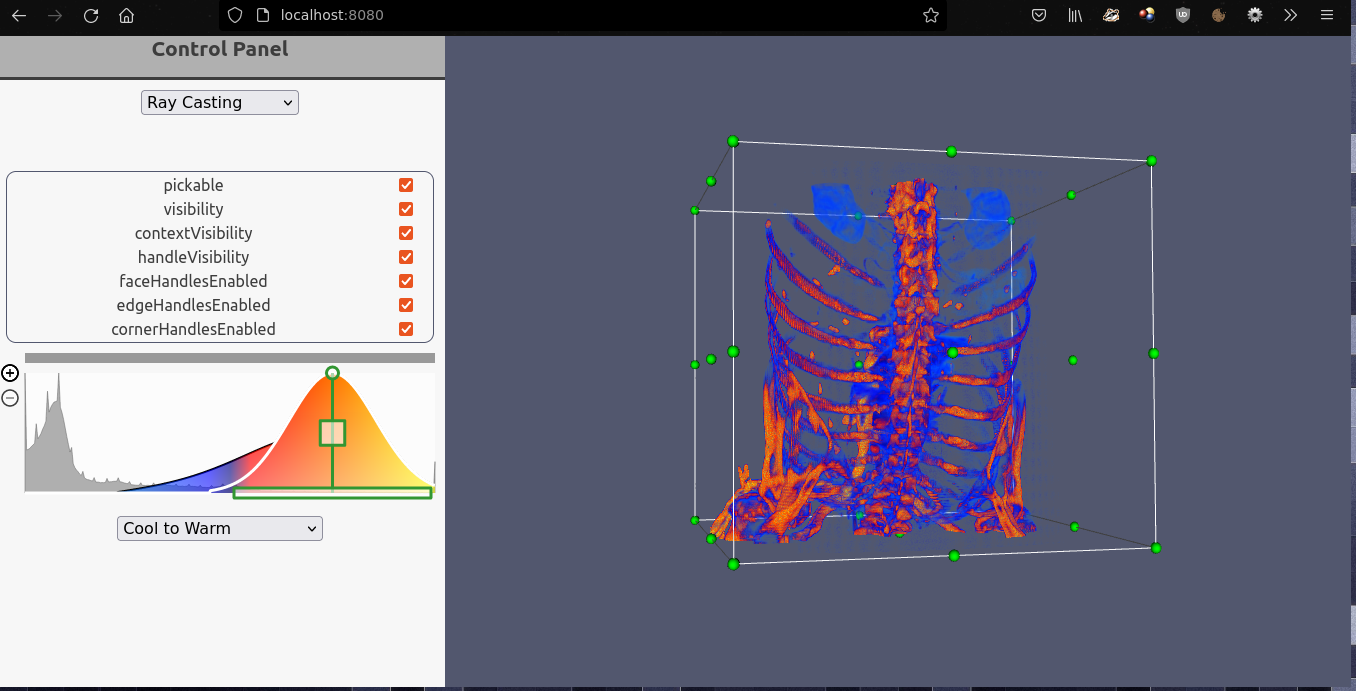 localhost:8080
Control Panel
Ray Casting
pickable
visibility
contextVisibility
handleVisibility
faceHandlesEnabled
edgeHandlesEnabled
cornerHandlesEnabled
Cool to Warm